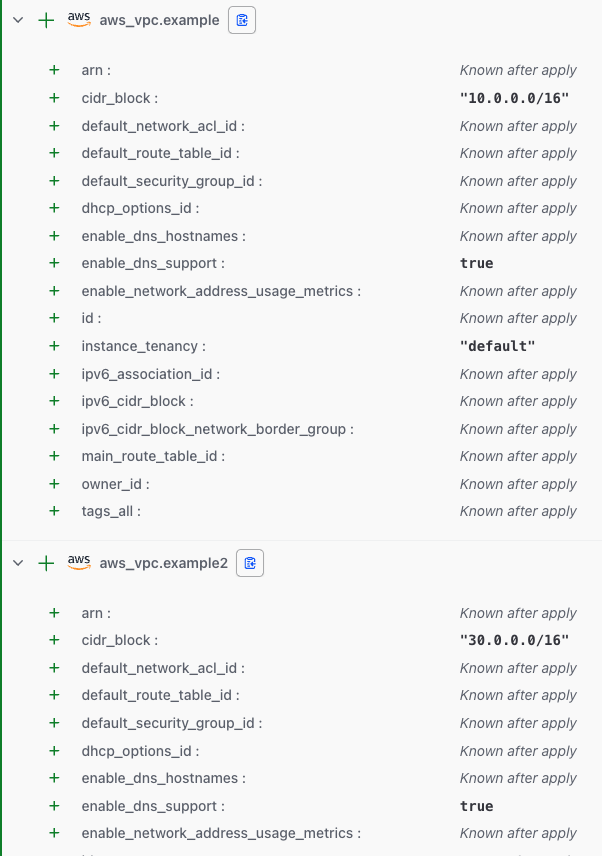 aws aws_vpc.example
+ arn : Known after apply
+ cidr_block : "10.0.0.0/16"
+ default_network_acl_id : Known after apply
+ default_route_table_id : Known after apply
+ default_security_group_id : Known after apply
+ dhcp_options_id : Known after apply
+ enable_dns_hostnames : Known after apply
+ enable_dns_support : true
+ enable_network_address_usage_metrics : Known after apply
+ id : Known after apply
+ instance_tenancy : "default"
+ ipv6_association_id : Known after apply
+ ipv6_cidr_block : Known after apply
+ ipv6_cidr_block_network_border_group : Known after apply
+ main_route_table_id : Known after apply
+ owner_id : Known after apply
+ tags_all : Known after apply
aws aws_vpc.example2
+ arn : Known after apply
+ cidr_block : "30.0.0.0/16"
+ default_network_acl_id : Known after apply
+ default_route_table_id : Known after apply
+ default_security_group_id : Known after apply
+ dhcp_options_id : Known after apply
+ enable_dns_hostnames : Known after apply
+ enable_dns_support : true
+ enable_network_address_usage_metrics : Known after apply